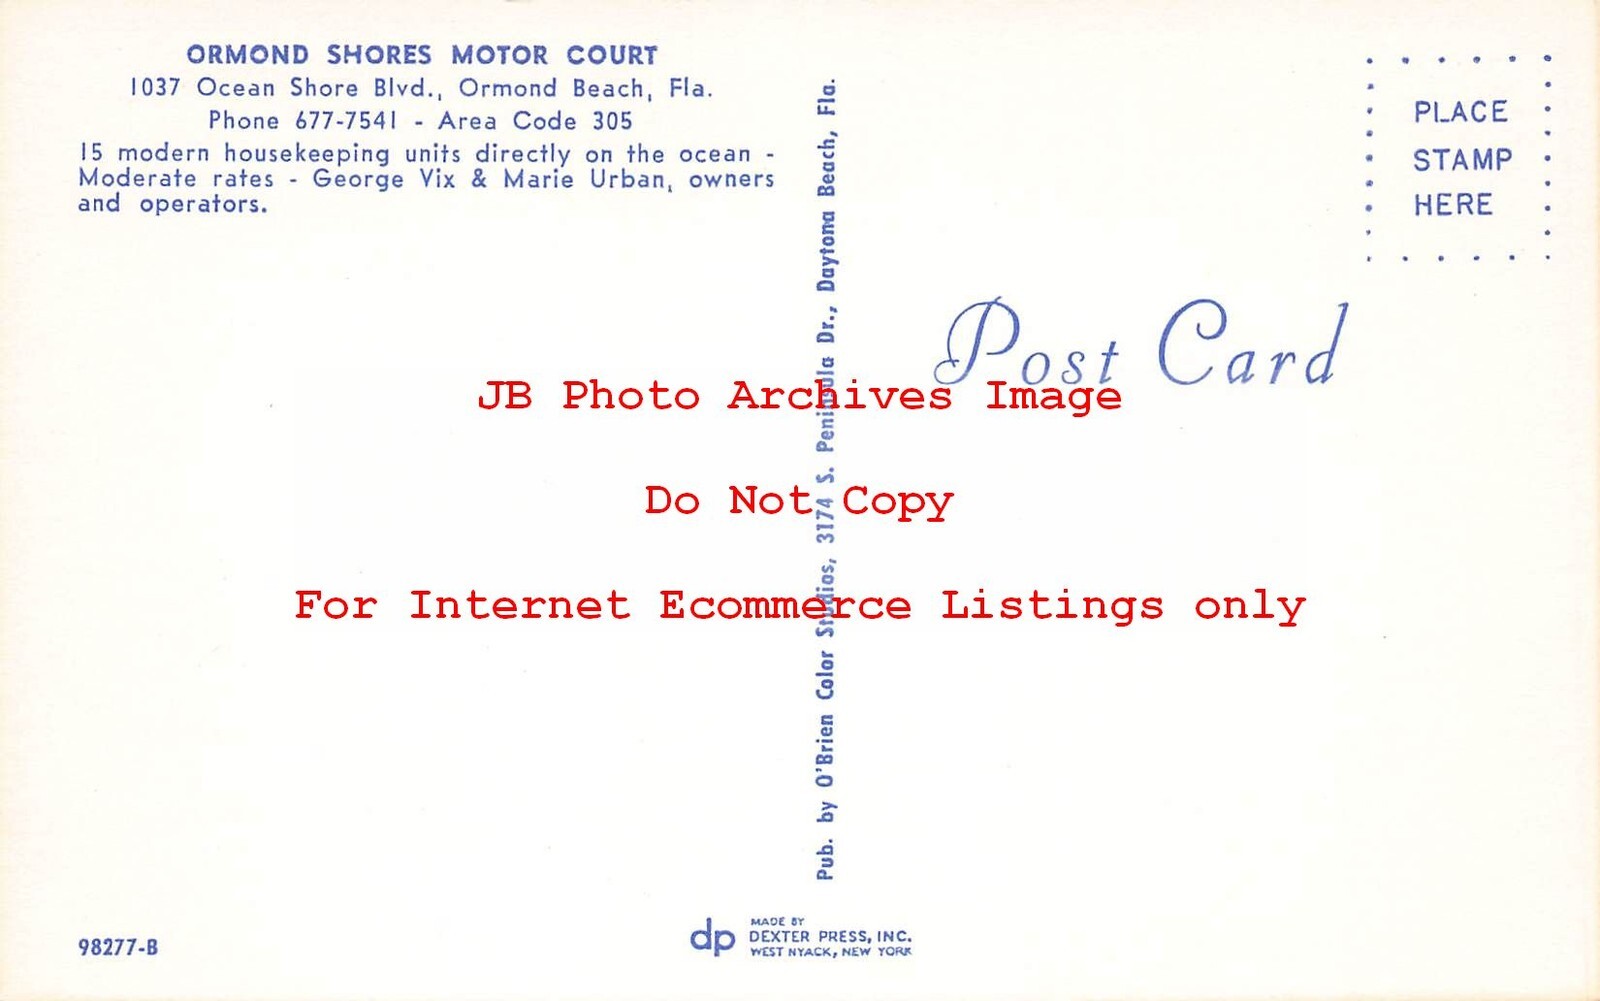 ORMOND SHORES MOTOR COURT
1037 Ocean Shore Blvd., Ormond Beach, Fla.
Phone 677-7541 - Area Code 305
15 modern housekeeping units directly on the ocean -
Moderate rates - George Vix & Marie Urban, owners
and operators.
Pub. by O'Brien Color Studios, 3174 S. Peninsula Dr., Daytona Beach, Fla.
PLACE
STAMP
HERE
Post Card
JB Photo Archives Image
Do Not Copy
For Internet Ecommerce Listings only
98277-B
dp
MADE BY
DEXTER PRESS, INC.
WEST NYACK, NEW YORK